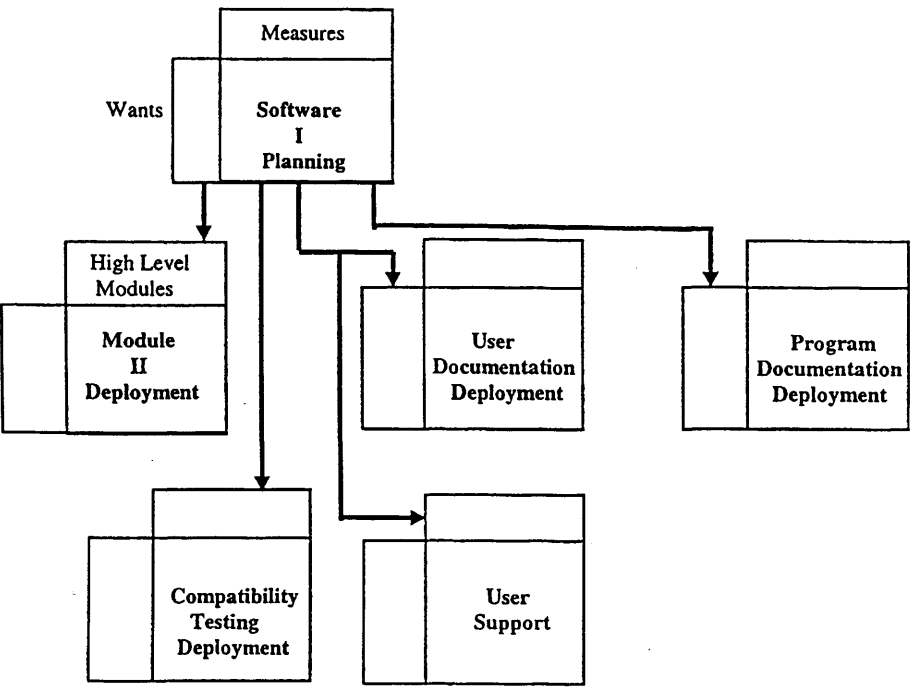 Measures
Wants
Software
I
Planning
High Level
Modules
Module
II
Deployment
User
Documentation
Deployment
Program
Documentation
Deployment
Compatibility
Testing
Deployment
User
Support